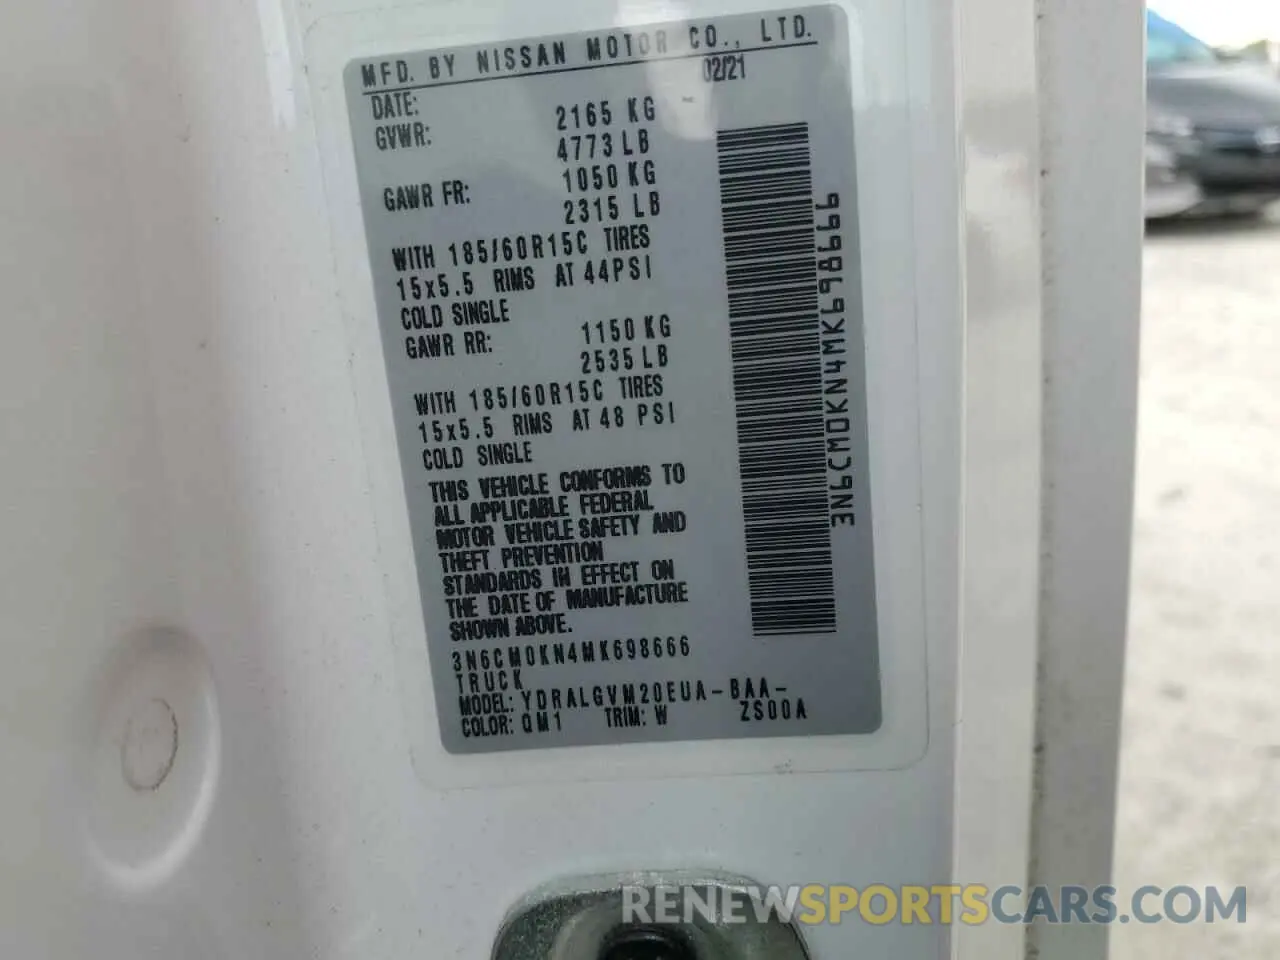 MFD. BY NISSAN MOTOR CO., LTD.
DATE: 02/21
GVWR: 2165 KG
4773 LB
GAWR FR: 1050 KG
2315 LB
WITH 185/60R15C TIRES
15x5.5 RIMS AT 44PSI
COLD SINGLE
GAWR RR: 1150 KG
2535 LB
WITH 185/60R15C TIRES
15x5.5 RIMS AT 48 PSI
COLD SINGLE
THIS VEHICLE CONFORMS TO
ALL APPLICABLE FEDERAL
MOTOR VEHICLE SAFETY AND
THEFT PREVENTION
STANDARDS IN EFFECT ON
THE DATE OF MANUFACTURE
SHOWN ABOVE.
3N6CM0KN4MK698666
TRUCK
MODEL: YDRALGVM20EUA-BAA-
COLOR: QM1 TRIM: W ZS00A
3N6CM0KN4MK698666
RENEWSPORTSCARS.COM